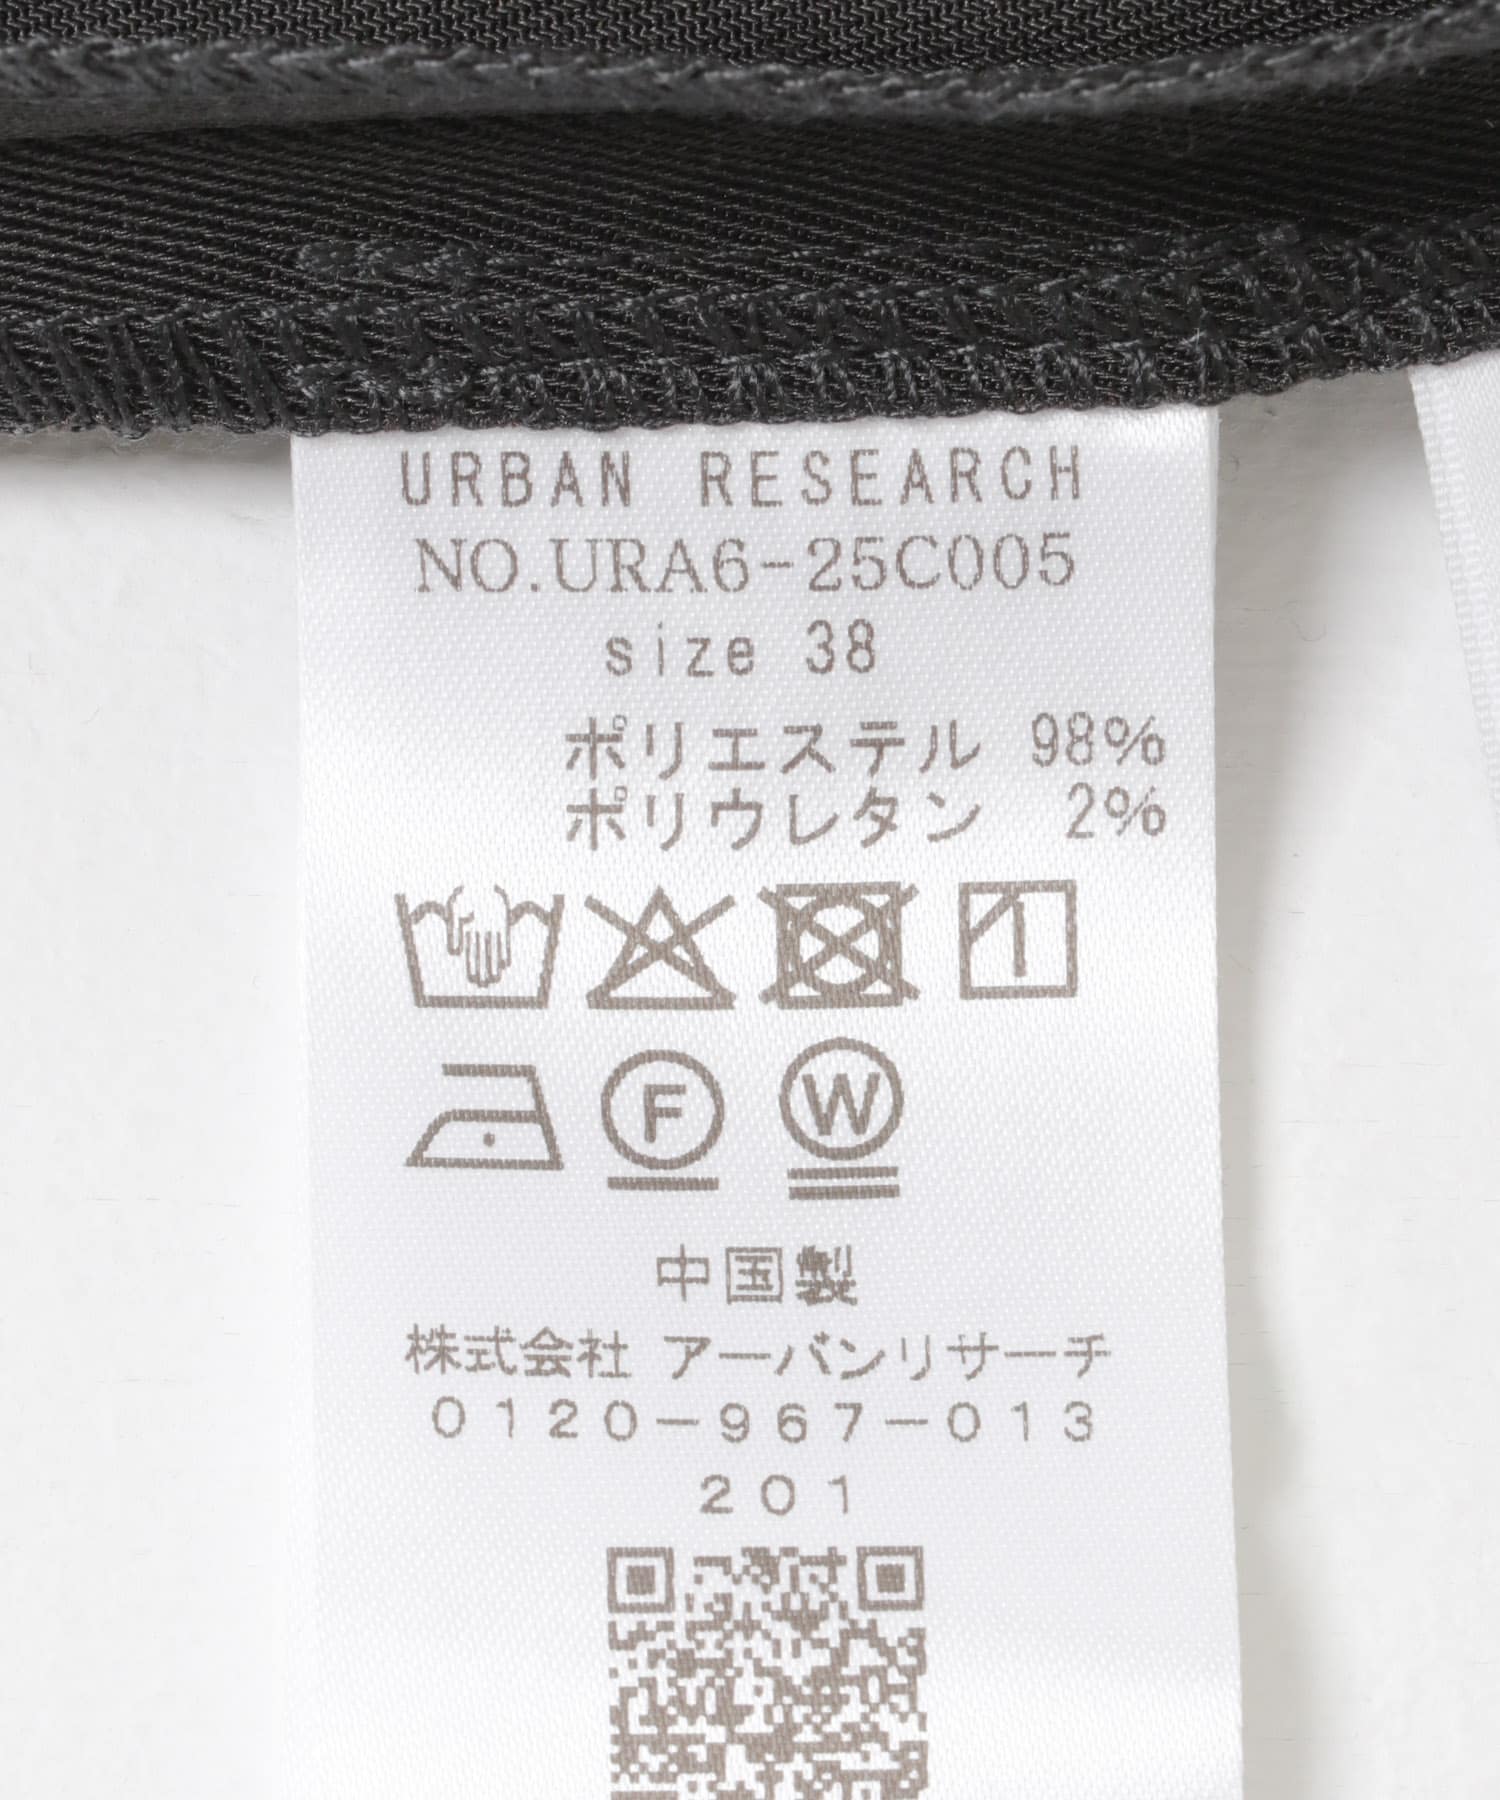 URBAN RESEARCH
NO.URA6-25C005
size 38
ポリエステル 98%
ポリウレタン 2%
F W
中国製
株式会社 アーバンリサーチ
0120-967-013
201